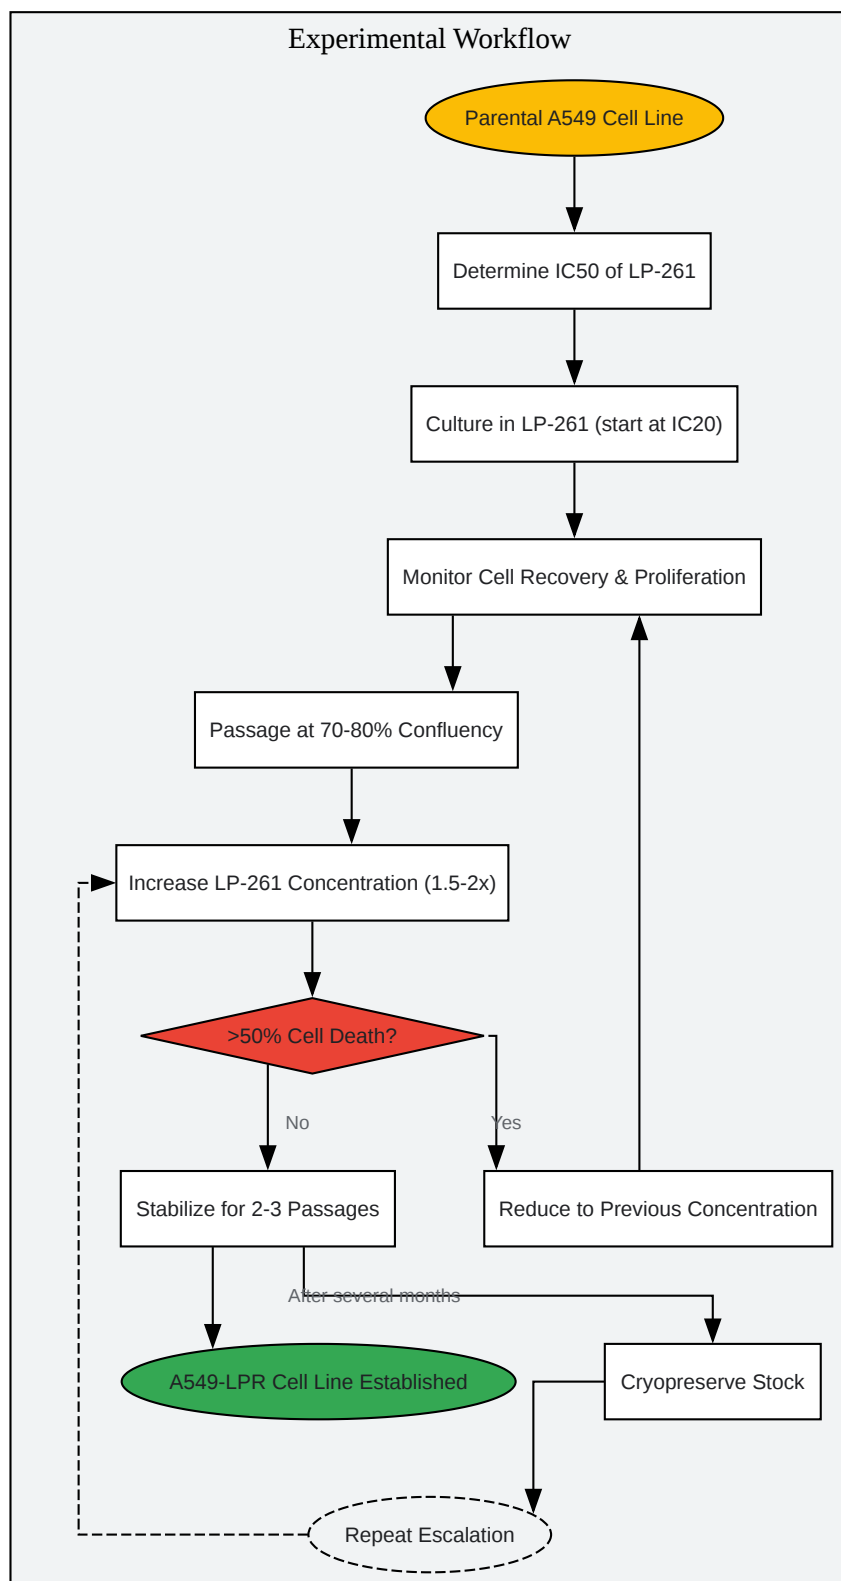 Experimental Workflow
Parental A549 Cell Line
Determine IC50 of LP-261
Culture in LP-261 (start at IC20)
Monitor Cell Recovery & Proliferation
Passage at 70-80% Confluency
Increase LP-261 Concentration (1.5-2x)
>50% Cell Death?
No
Yes
Stabilize for 2-3 Passages
Reduce to Previous Concentration
After several months
A549-LPR Cell Line Established
Cryopreserve Stock
Repeat Escalation